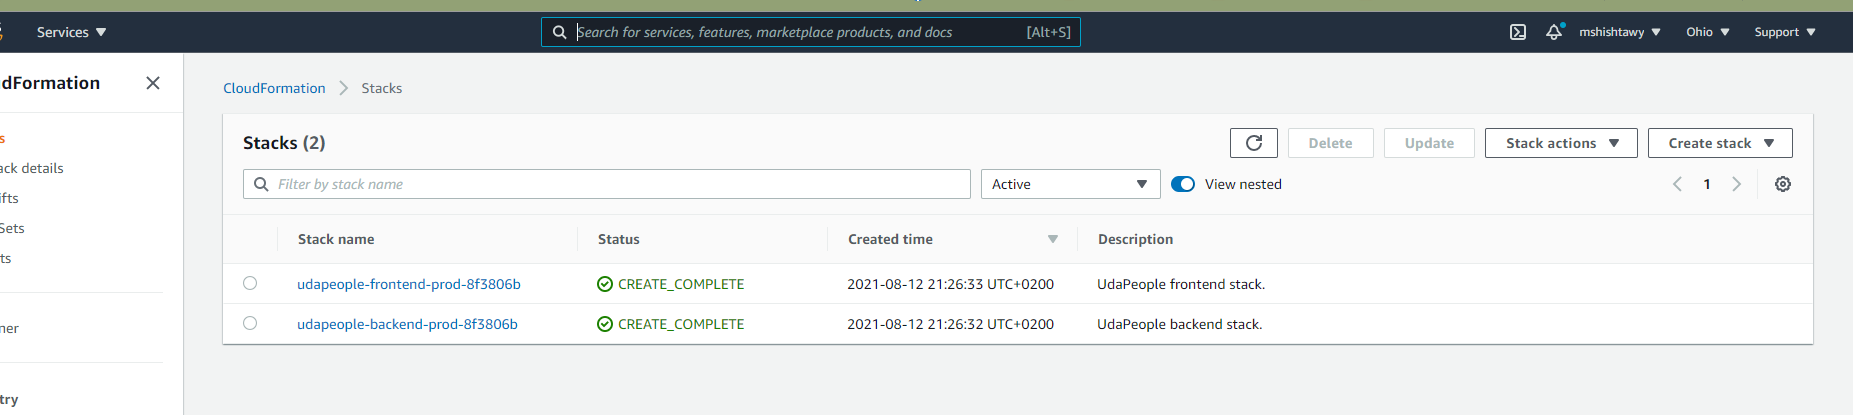 Services
Search for services, features, marketplace products, and docs [Alt+S]
mshishtawy
Ohio
Support
dFormation
CloudFormation > Stacks
s
ack details
ifts
Sets
ts
ner
try
Stacks (2)
Delete
Update
Stack actions
Create stack
Filter by stack name
Active
View nested
1
Stack name Status Created time Description
udapeople-frontend-prod-8f3806b CREATE_COMPLETE 2021-08-12 21:26:33 UTC+0200 UdaPeople frontend stack.
udapeople-backend-prod-8f3806b CREATE_COMPLETE 2021-08-12 21:26:32 UTC+0200 UdaPeople backend stack.